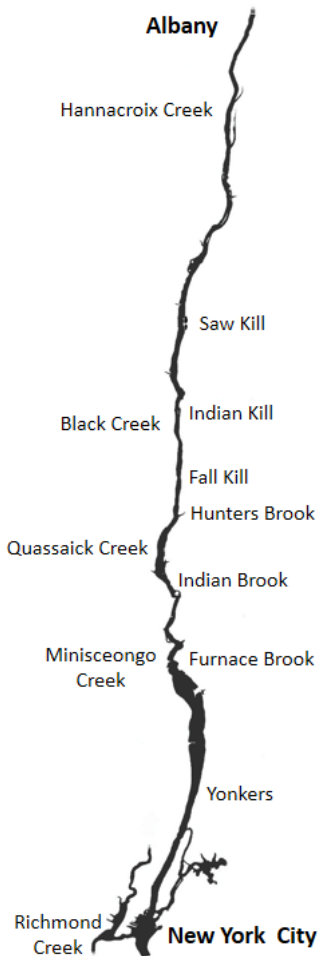 Albany
Hannacroix Creek
Saw Kill
Indian Kill
Black Creek
Fall Kill
Hunters Brook
Quassaick Creek
Indian Brook
Minisceongo
Creek
Furnace Brook
Yonkers
Richmond
Creek
New York City